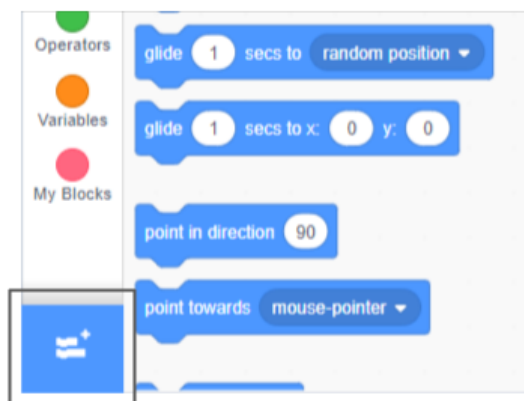 Operators
Variables
My Blocks
glide 1 secs to random position
glide 1 secs to x: 0 y: 0
point in direction 90
point towards mouse-pointer